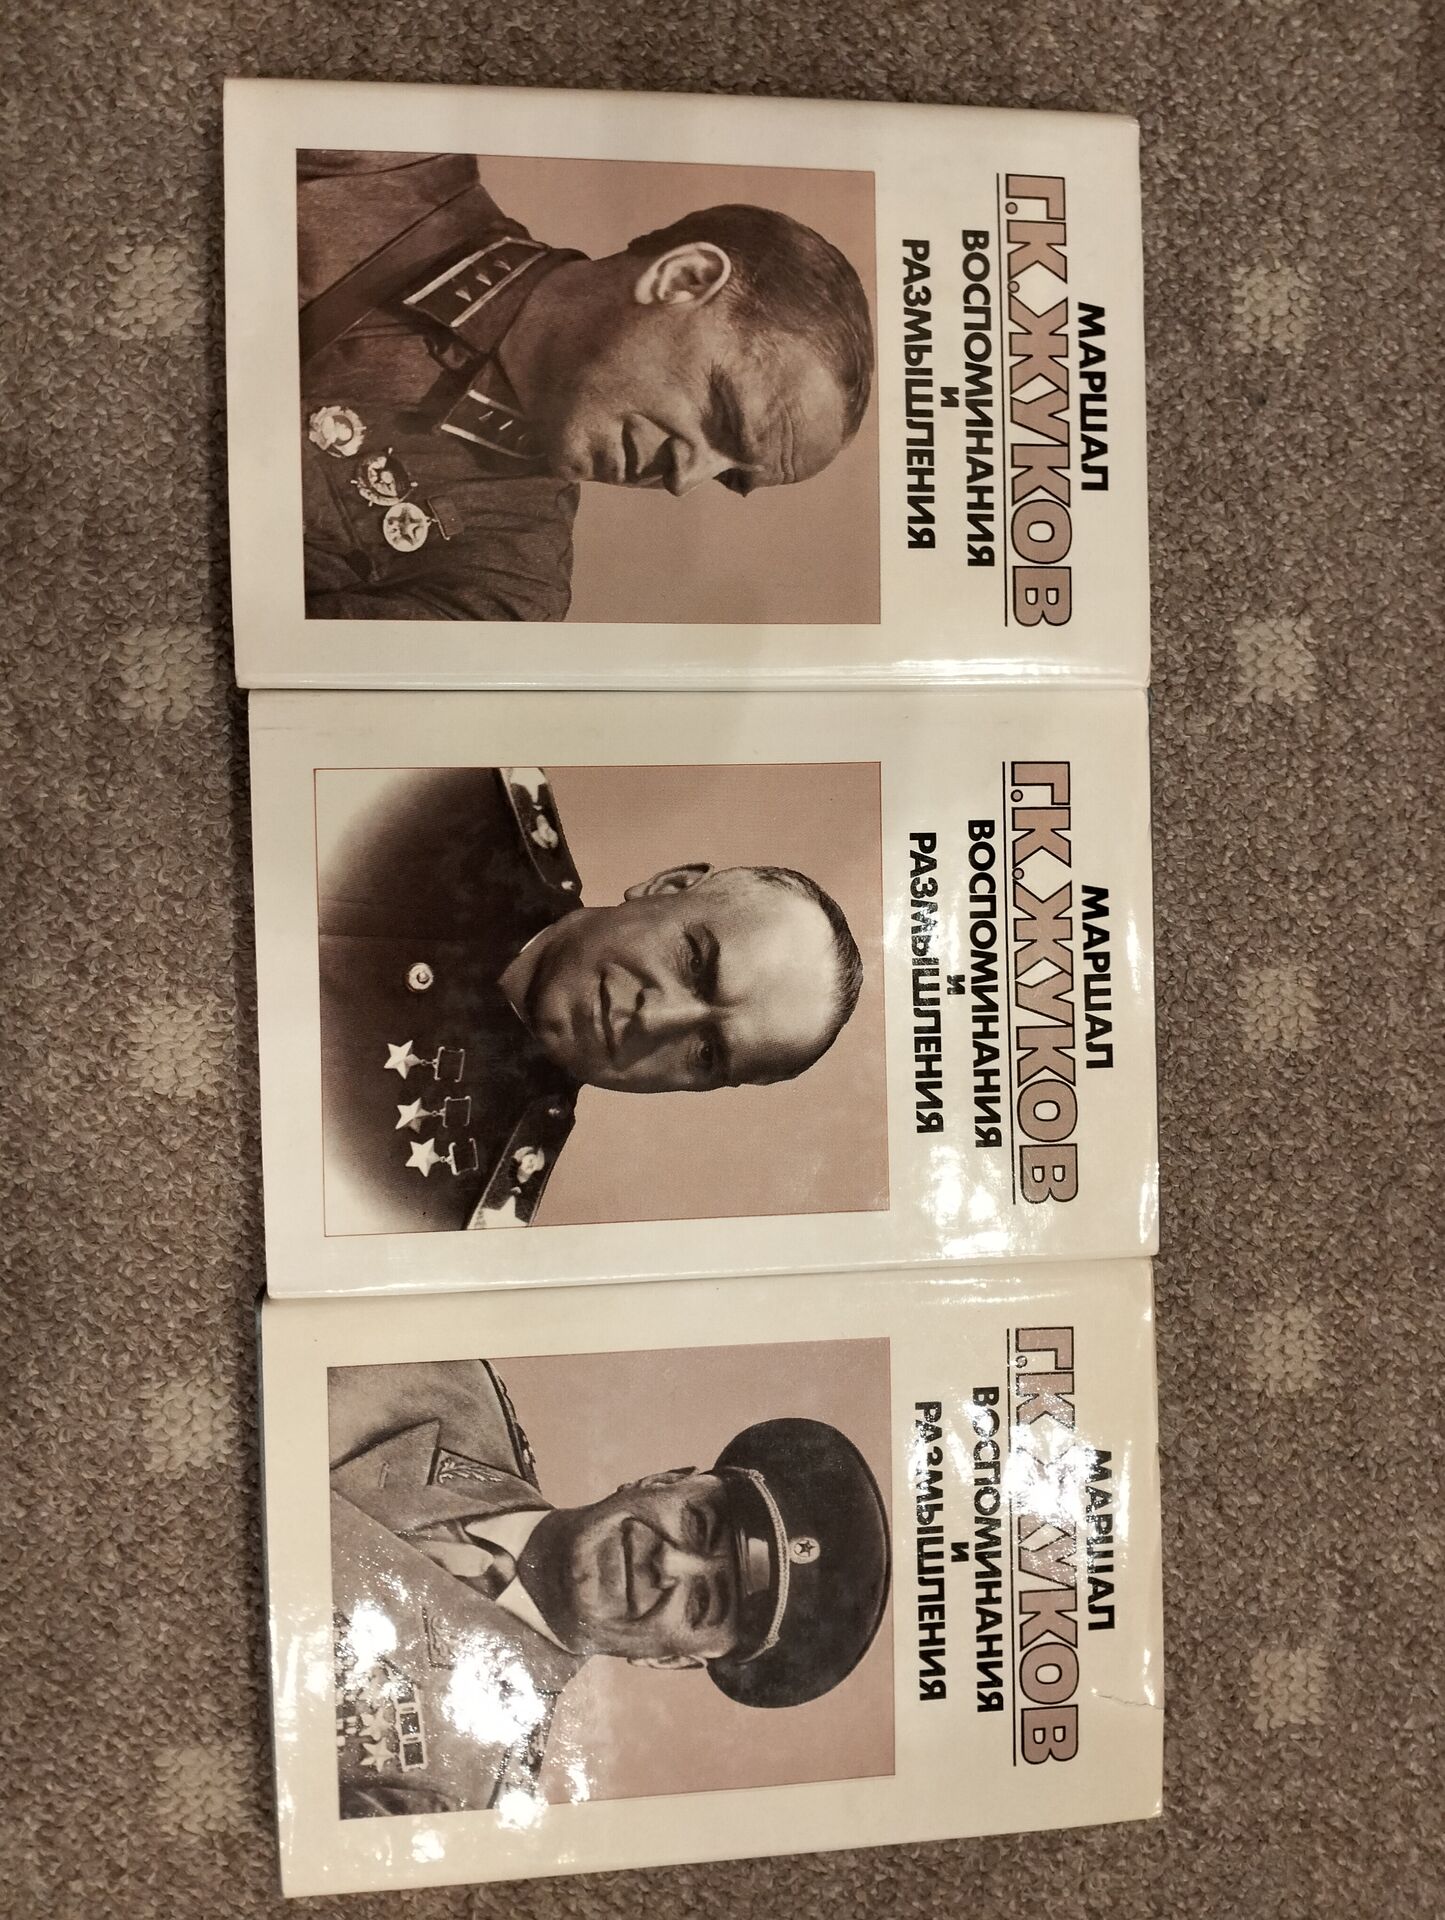 МАРШАЛ
Г.К.ЖУКОВ
ВОСПОМИНАНИЯ
И
РАЗМЫШЛЕНИЯ
МАРШАЛ
Г.К.ЖУКОВ
ВОСПОМИНАНИЯ
И
РАЗМЫШЛЕНИЯ
МАРШАЛ
Г.К.ЖУКОВ
ВОСПОМИНАНИЯ
И
РАЗМЫШЛЕНИЯ